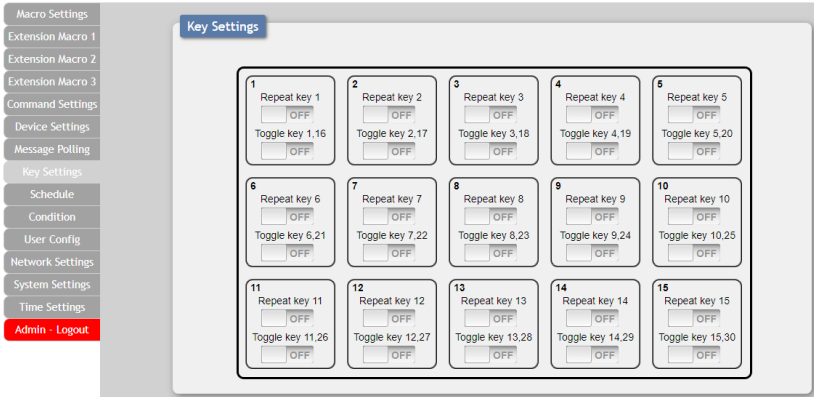 Macro Settings
Extension Macro 1
Extension Macro 2
Extension Macro 3
Command Settings
Device Settings
Message Polling
Key Settings
Schedule
Condition
User Config
Network Settings
System Settings
Time Settings
Admin - Logout
Key Settings
1
Repeat key 1
OFF
Toggle key 1,16
OFF
2
Repeat key 2
OFF
Toggle key 2,17
OFF
3
Repeat key 3
OFF
Toggle key 3,18
OFF
4
Repeat key 4
OFF
Toggle key 4,19
OFF
5
Repeat key 5
OFF
Toggle key 5,20
OFF
6
Repeat key 6
OFF
Toggle key 6,21
OFF
7
Repeat key 7
OFF
Toggle key 7,22
OFF
8
Repeat key 8
OFF
Toggle key 8,23
OFF
9
Repeat key 9
OFF
Toggle key 9,24
OFF
10
Repeat key 10
OFF
Toggle key 10,25
OFF
11
Repeat key 11
OFF
Toggle key 11,26
OFF
12
Repeat key 12
OFF
Toggle key 12,27
OFF
13
Repeat key 13
OFF
Toggle key 13,28
OFF
14
Repeat key 14
OFF
Toggle key 14,29
OFF
15
Repeat key 15
OFF
Toggle key 15,30
OFF